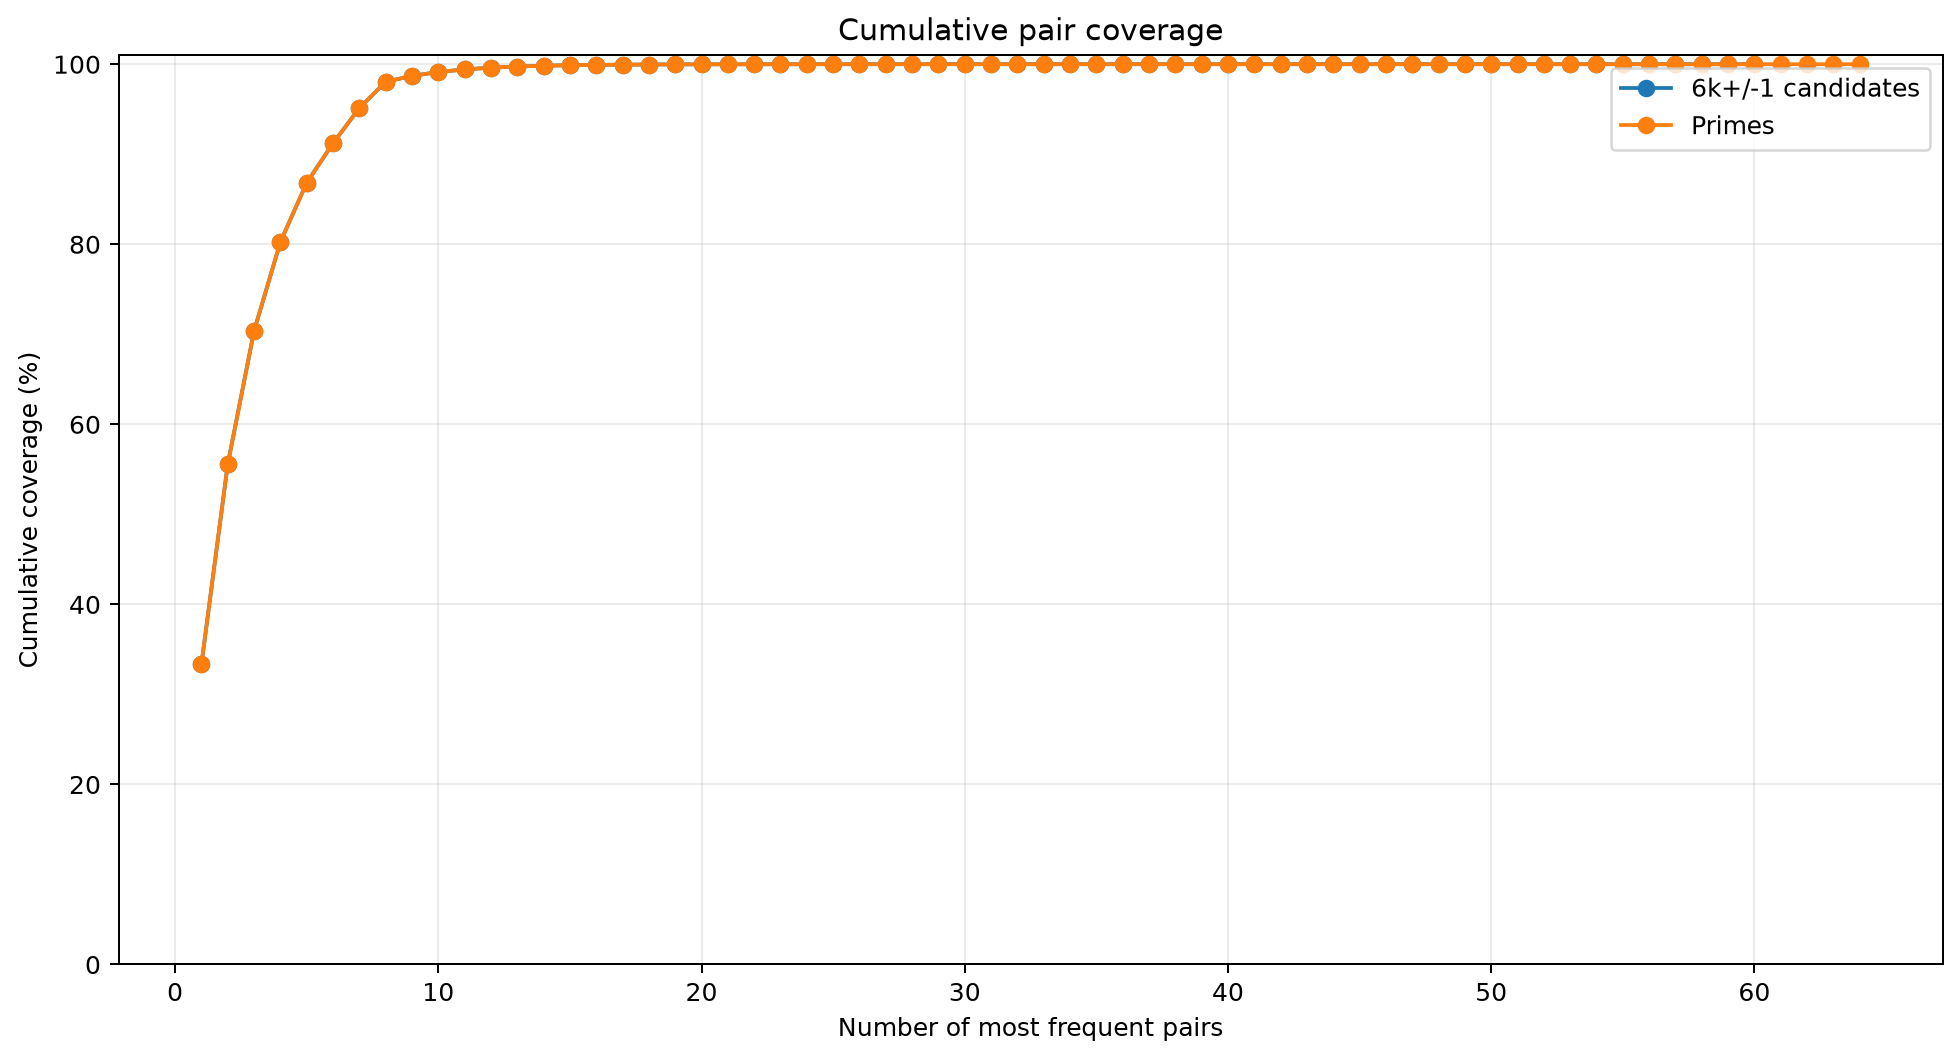 Cumulative pair coverage
100
80
60
40
20
0
Cumulative coverage (%)
6k+/-1 candidates
Primes
0 10 20 30 40 50 60
Number of most frequent pairs